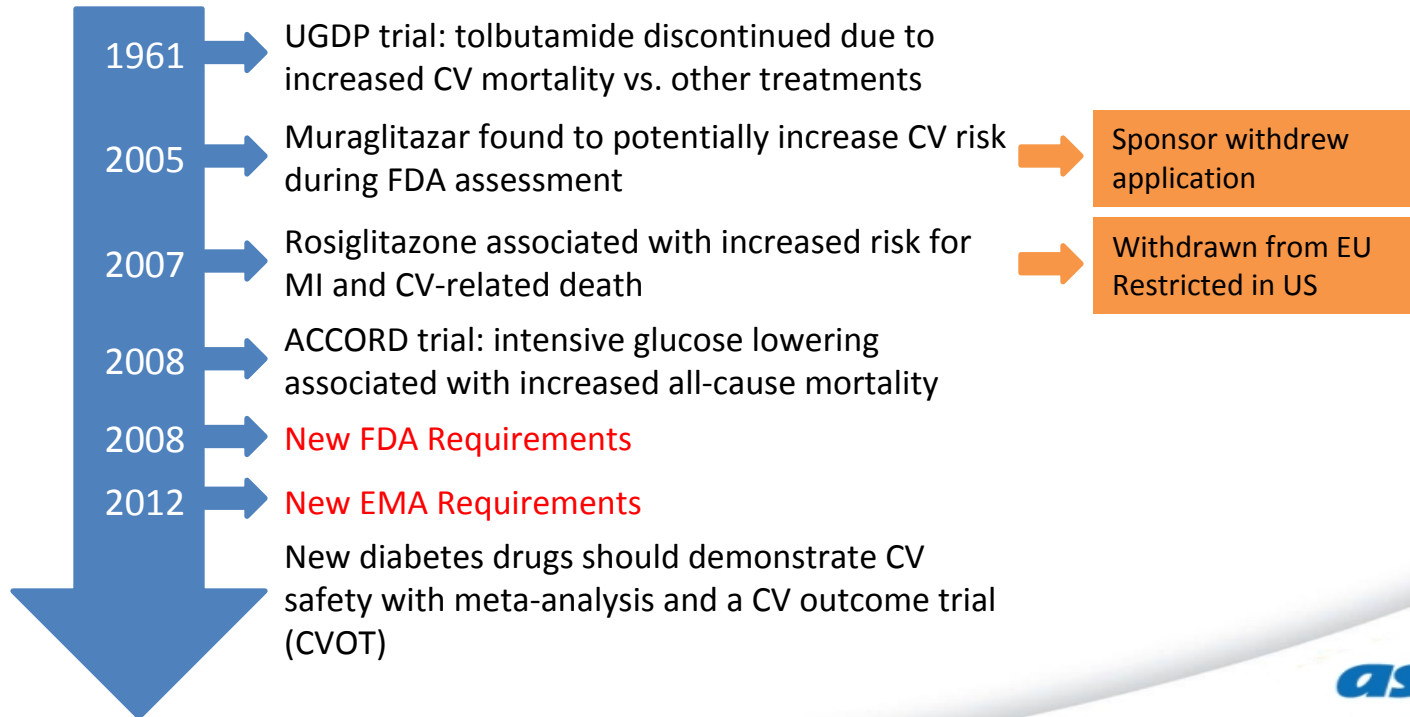 1961
UGDP trial: tolbutamide discontinued due to
increased CV mortality vs. other treatments
2005
Muraglitazar found to potentially increase CV risk
during FDA assessment
Sponsor withdrew
application
2007
Rosiglitazone associated with increased risk for
MI and CV-related death
Withdrawn from EU
Restricted in US
2008
ACCORD trial: intensive glucose lowering
associated with increased all-cause mortality
2008
New FDA Requirements
2012
New EMA Requirements
New diabetes drugs should demonstrate CV
safety with meta-analysis and a CV outcome trial
(CVOT)